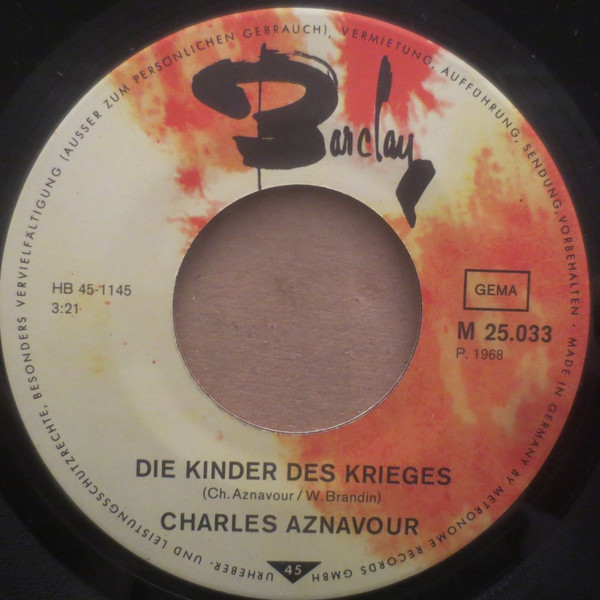 Barclay
URHEBER- UND LEISTUNGSSCHUTZRECHTE, BESONDERS VERVIELFÄLTIGUNG (AUSSER ZUM PERSÖNLICHEN GEBRAUCH), VERMIETUNG, AUFFÜHRUNG, SENDUNG, VORBEHALTEN · MADE IN GERMANY BY METRONOME RECORDS GMBH
HB 45-1145
3:21
GEMA
M 25.033
P. 1968
DIE KINDER DES KRIEGES
(Ch. Aznavour / W. Brandin)
CHARLES AZNAVOUR
45